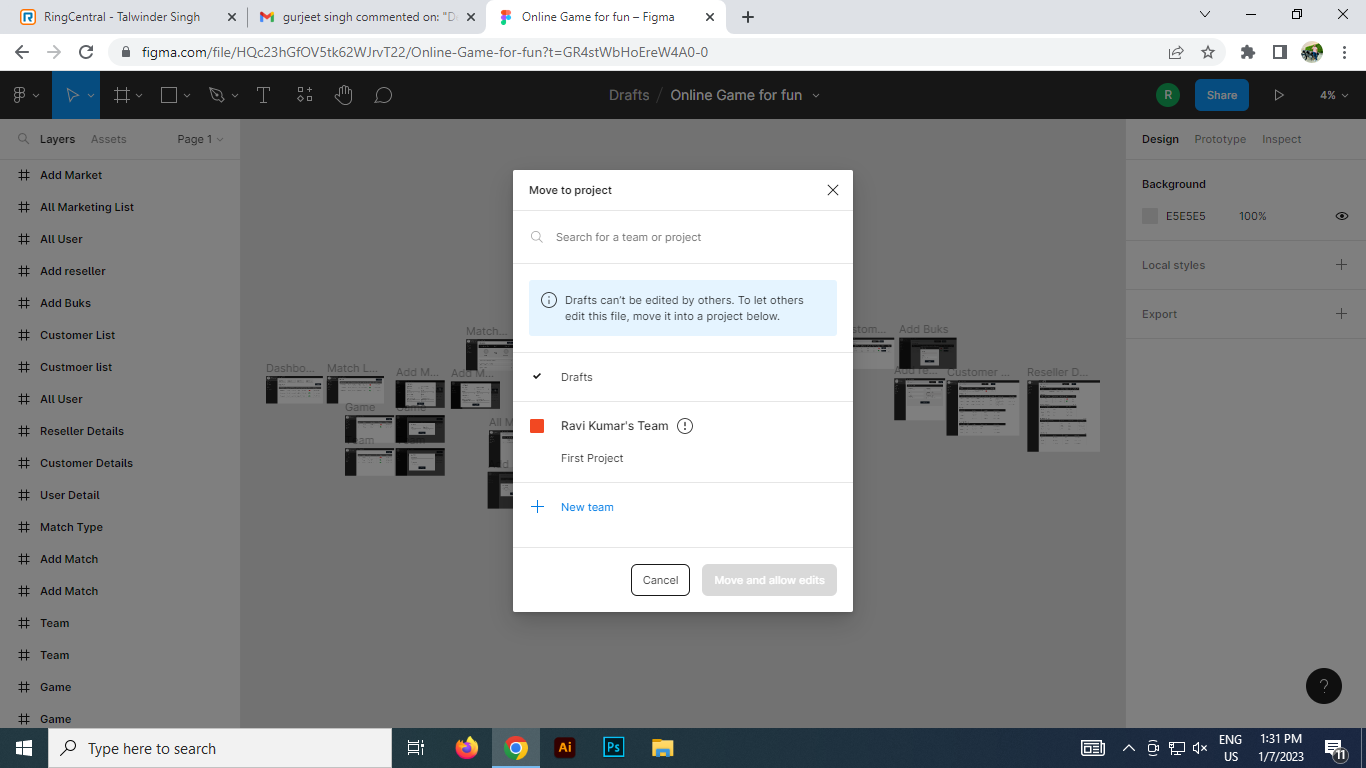 RingCentral - Talwinder Singh
gurjeet singh commented on: "D
Online Game for fun – Figma
figma.com/file/HQc23hGfOV5tk62WJrvT22/Online-Game-for-fun?t=GR4stWbHoEreW4A0-0
Drafts / Online Game for fun
R
Share
4%
Layers
Assets
Page 1
Design
Prototype
Inspect
Add Market
All Marketing List
All User
Add reseller
Add Buks
Customer List
Custmoer list
All User
Reseller Details
Customer Details
User Detail
Match Type
Add Match
Add Match
Team
Team
Game
Game
Match...
Dashbo...
Match L...
Add M...
Add M...
Game
All M
Add Buks
Customer ...
Reseller D...
Move to project
Search for a team or project
Drafts can't be edited by others. To let others
edit this file, move it into a project below.
Drafts
Ravi Kumar's Team
First Project
New team
Cancel
Move and allow edits
Background
E5E5E5
100%
Local styles
Export
?
Type here to search
Ai
Ps
ENG
US
1:31 PM
1/7/2023
11